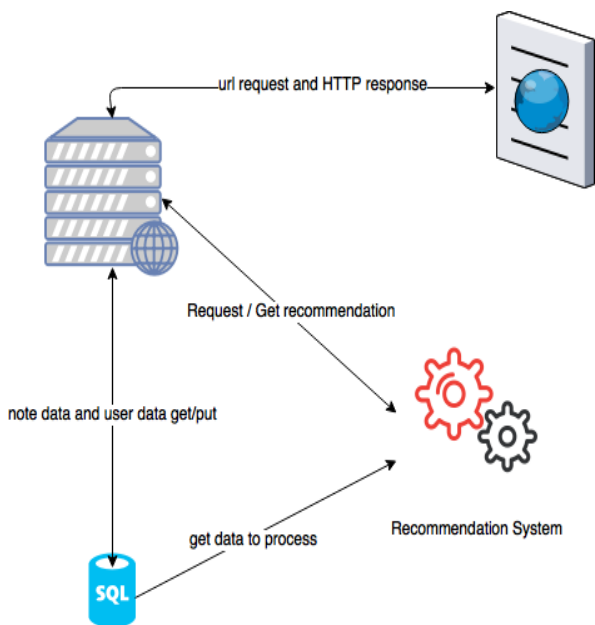 url request and HTTP response
Request / Get recommendation
note data and user data get/put
Recommendation System
get data to process
SQL